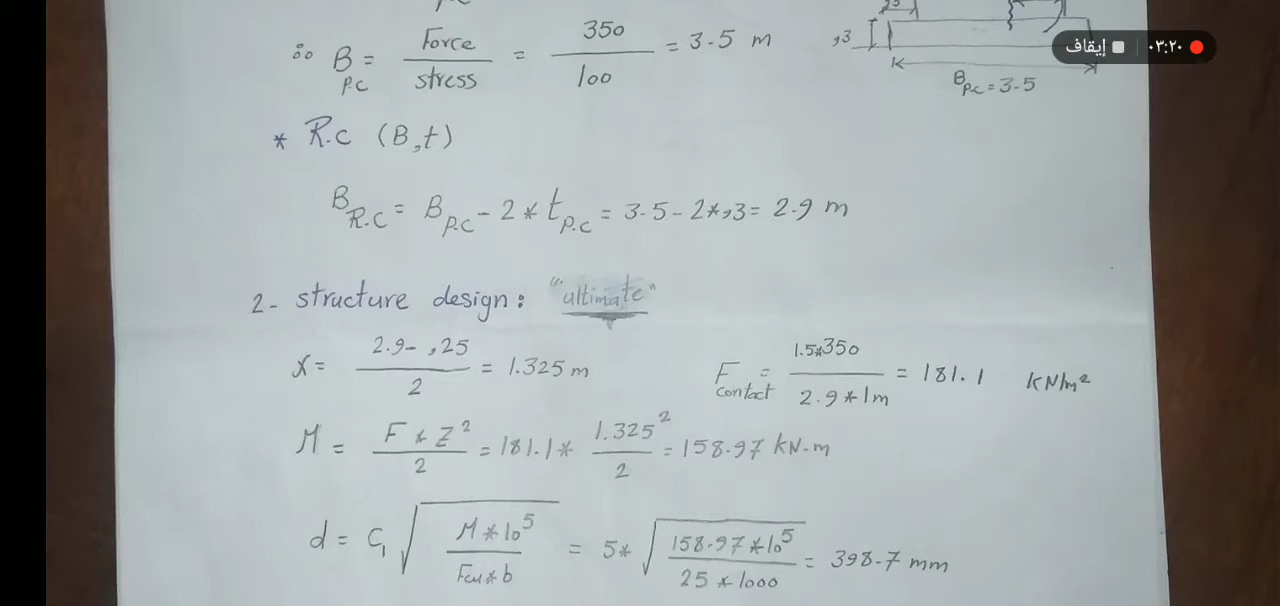 ∴ B P.C = Force / stress = 350 / 100 = 3.5 m
,3
B P.C = 3.5
إيقاف ٠٣:٢٠
* R.C (B,t)
B R.C = B P.C - 2 * t P.C = 3.5 - 2*,3 = 2.9 m
2- structure design: "ultimate"
X = 2.9 - ,25 / 2 = 1.325 m
F contact = 1.5*350 / 2.9 * 1m = 181.1 KN/m²
M = F * Z² / 2 = 181.1 * 1.325² / 2 = 158.97 kN.m
d = C₁ √ M * 10⁵ / Fcu * b = 5* √ 158.97 * 10⁵ / 25 * 1000 = 398.7 mm